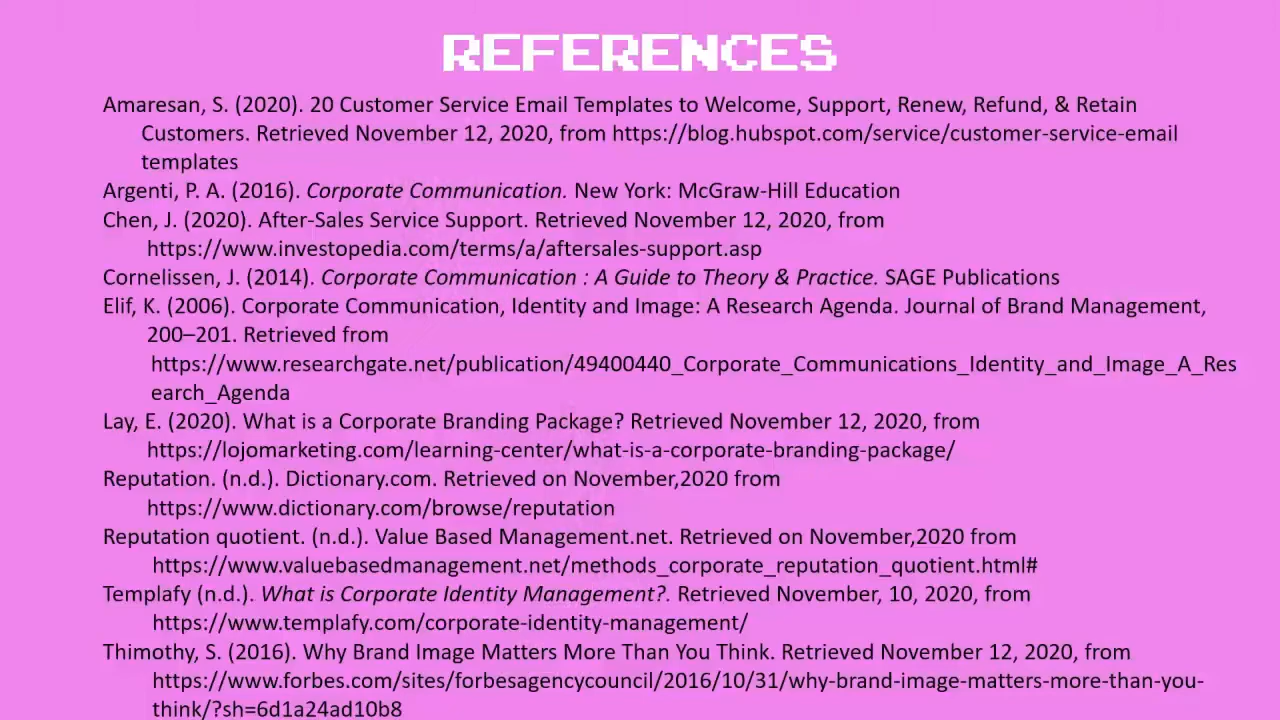 REFERENCES
Amaresan, S. (2020). 20 Customer Service Email Templates to Welcome, Support, Renew, Refund, & Retain
Customers. Retrieved November 12, 2020, from https://blog.hubspot.com/service/customer-service-email
templates
Argenti, P. A. (2016). Corporate Communication. New York: McGraw-Hill Education
Chen, J. (2020). After-Sales Service Support. Retrieved November 12, 2020, from
https://www.investopedia.com/terms/a/aftersales-support.asp
Cornelissen, J. (2014). Corporate Communication : A Guide to Theory & Practice. SAGE Publications
Elif, K. (2006). Corporate Communication, Identity and Image: A Research Agenda. Journal of Brand Management,
200–201. Retrieved from
https://www.researchgate.net/publication/49400440_Corporate_Communications_Identity_and_Image_A_Res
earch_Agenda
Lay, E. (2020). What is a Corporate Branding Package? Retrieved November 12, 2020, from
https://lojomarketing.com/learning-center/what-is-a-corporate-branding-package/
Reputation. (n.d.). Dictionary.com. Retrieved on November,2020 from
https://www.dictionary.com/browse/reputation
Reputation quotient. (n.d.). Value Based Management.net. Retrieved on November,2020 from
https://www.valuebasedmanagement.net/methods_corporate_reputation_quotient.html#
Templafy (n.d.). What is Corporate Identity Management?. Retrieved November, 10, 2020, from
https://www.templafy.com/corporate-identity-management/
Thimothy, S. (2016). Why Brand Image Matters More Than You Think. Retrieved November 12, 2020, from
https://www.forbes.com/sites/forbesagencycouncil/2016/10/31/why-brand-image-matters-more-than-you-
think/?sh=6d1a24ad10b8